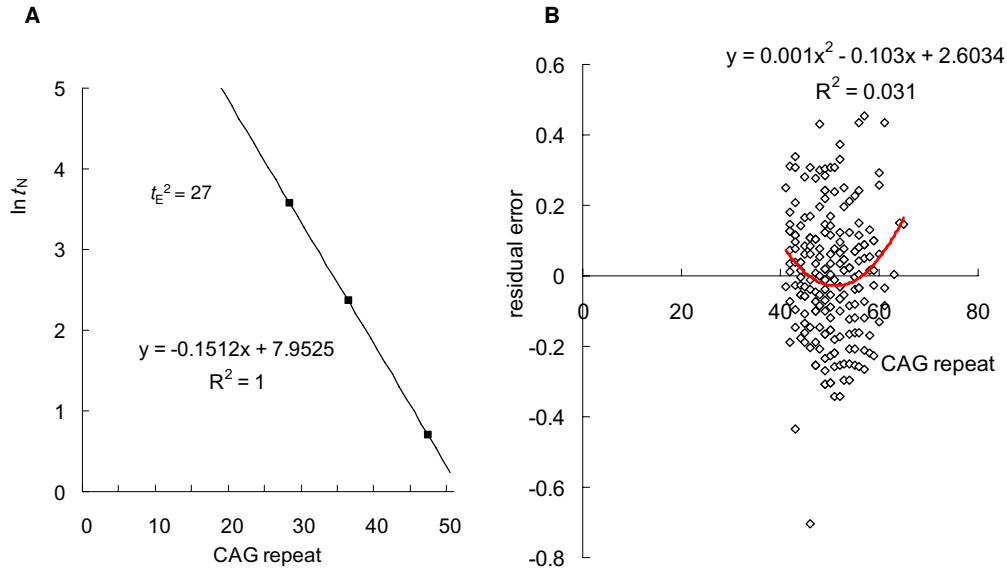 A
5
4
3
2
1
0
ln t_N
t_E² = 27
y = -0.1512x + 7.9525
R² = 1
0 10 20 30 40 50
CAG repeat
B
y = 0.001x² - 0.103x + 2.6034
R² = 0.031
0.6
0.4
0.2
0
-0.2
-0.4
-0.6
-0.8
residual error
0 20 40 60 80
CAG repeat